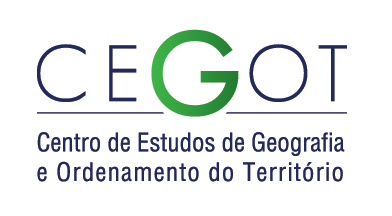 CEGOT
Centro de Estudos de Geografia
e Ordenamento do Território